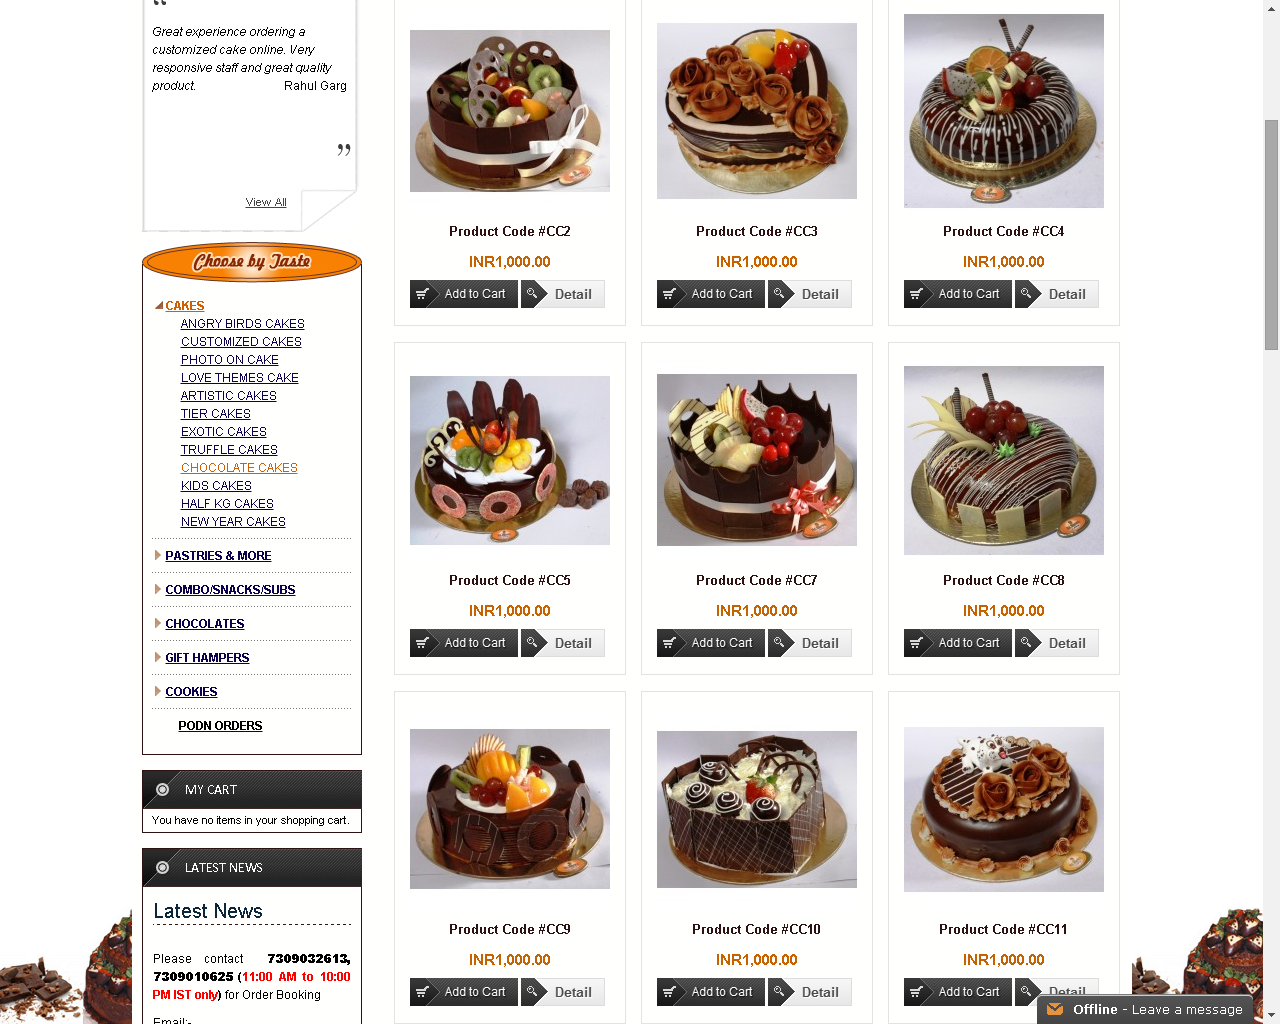 “
Great experience ordering a
customized cake online. Very
responsive staff and great quality
product. Rahul Garg
”
View All
Choose by Taste
CAKES
ANGRY BIRDS CAKES
CUSTOMIZED CAKES
PHOTO ON CAKE
LOVE THEMES CAKE
ARTISTIC CAKES
TIER CAKES
EXOTIC CAKES
TRUFFLE CAKES
CHOCOLATE CAKES
KIDS CAKES
HALF KG CAKES
NEW YEAR CAKES
PASTRIES & MORE
COMBO/SNACKS/SUBS
CHOCOLATES
GIFT HAMPERS
COOKIES
PODN ORDERS
MY CART
You have no items in your shopping cart.
LATEST NEWS
Latest News
Please contact 7309032613,
7309010625 (11:00 AM to 10:00
PM IST only) for Order Booking
Email:-
Product Code #CC2
INR1,000.00
Add to Cart Detail
Product Code #CC3
INR1,000.00
Add to Cart Detail
Product Code #CC4
INR1,000.00
Add to Cart Detail
Product Code #CC5
INR1,000.00
Add to Cart Detail
Product Code #CC7
INR1,000.00
Add to Cart Detail
Product Code #CC8
INR1,000.00
Add to Cart Detail
Product Code #CC9
INR1,000.00
Add to Cart Detail
Product Code #CC10
INR1,000.00
Add to Cart Detail
Product Code #CC11
INR1,000.00
Add to Cart Detail
Offline - Leave a message